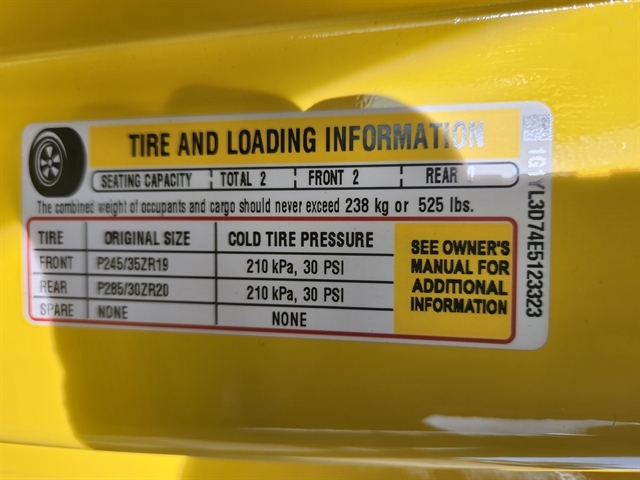 TIRE AND LOADING INFORMATION
SEATING CAPACITY TOTAL 2 FRONT 2 REAR 0
The combined weight of occupants and cargo should never exceed 238 kg or 525 lbs.
TIRE ORIGINAL SIZE COLD TIRE PRESSURE
FRONT P245/35ZR19 210 kPa, 30 PSI
REAR P285/30ZR20 210 kPa, 30 PSI
SPARE NONE NONE
SEE OWNER'S
MANUAL FOR
ADDITIONAL
INFORMATION
1G1YL3D74E5123323